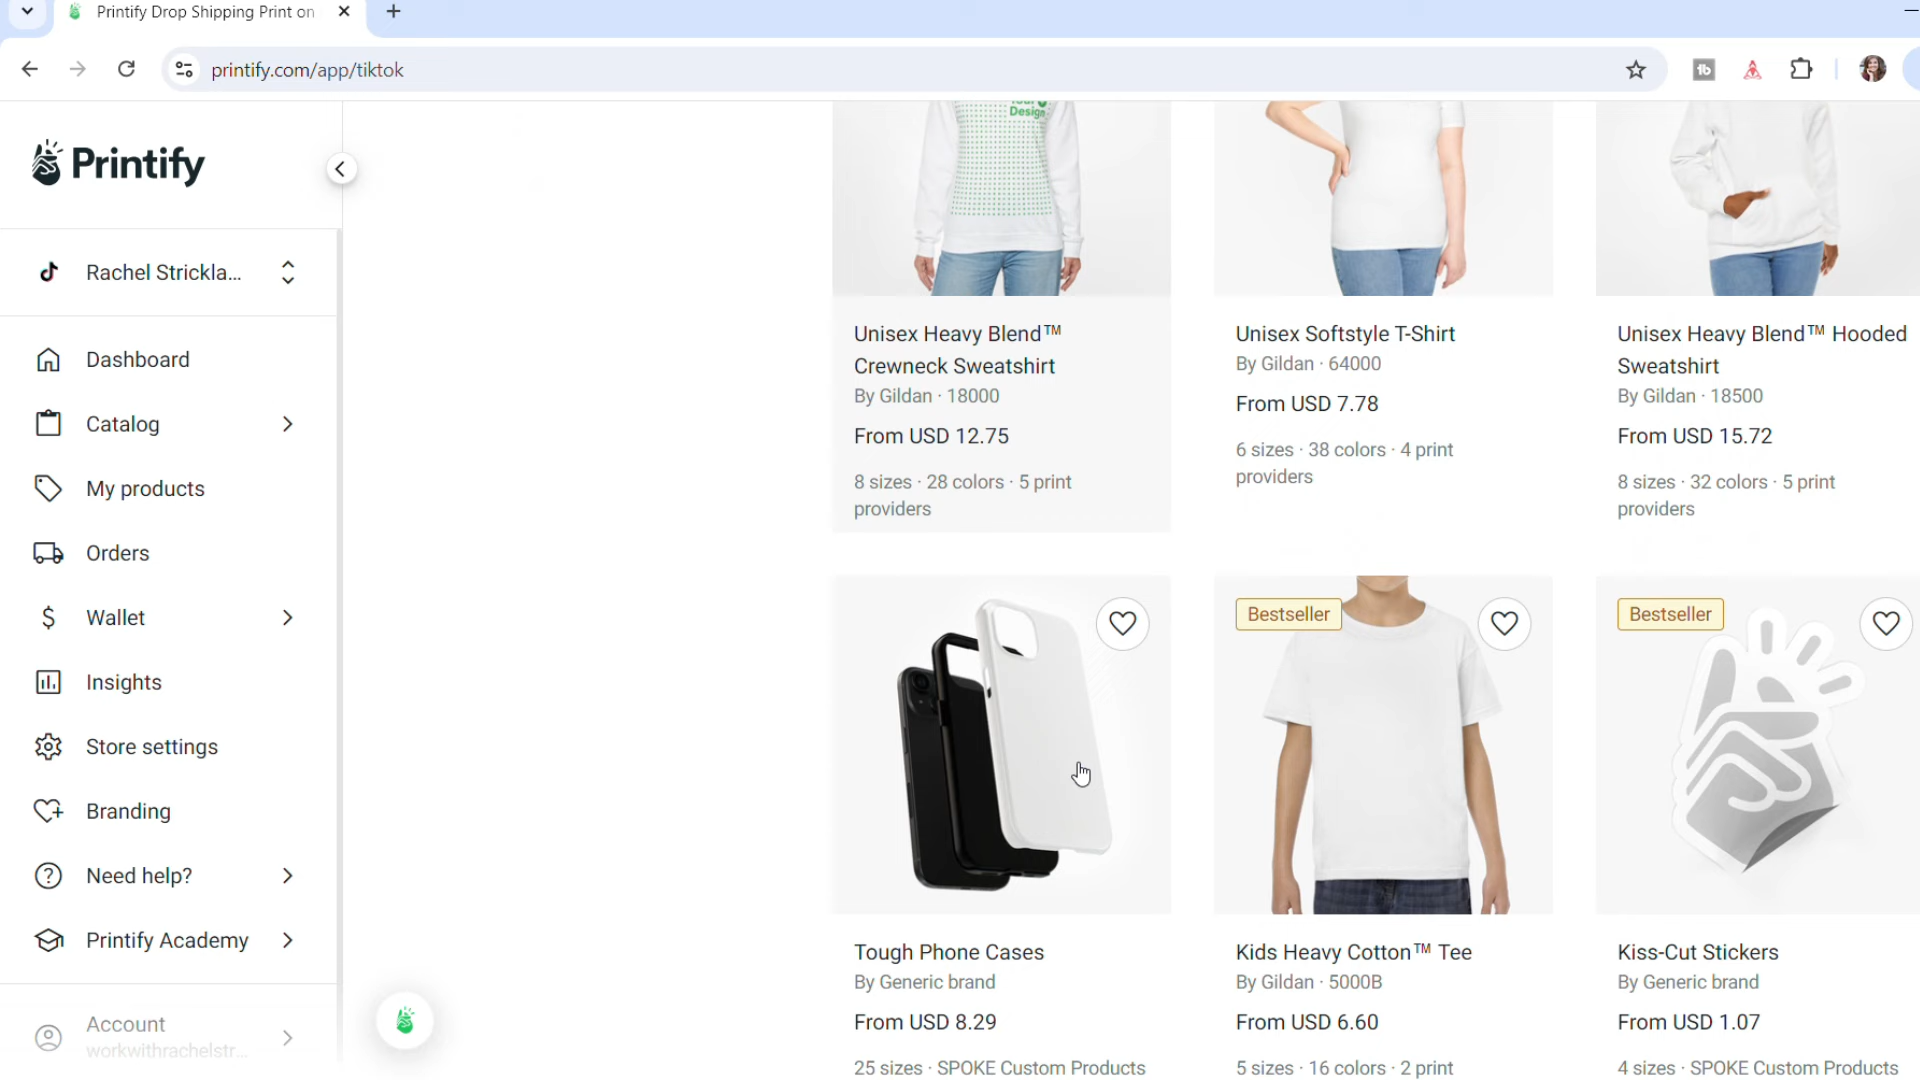 Printify Drop Shipping Print on
printify.com/app/tiktok
Printify
Rachel Strickla...
Dashboard
Catalog
My products
Orders
Wallet
Insights
Store settings
Branding
Need help?
Printify Academy
Account
workwithrachelstr...
Your
Design
Unisex Heavy Blend™
Crewneck Sweatshirt
By Gildan · 18000
From USD 12.75
8 sizes · 28 colors · 5 print
providers
Unisex Softstyle T-Shirt
By Gildan · 64000
From USD 7.78
6 sizes · 38 colors · 4 print
providers
Unisex Heavy Blend™ Hooded
Sweatshirt
By Gildan · 18500
From USD 15.72
8 sizes · 32 colors · 5 print
providers
Tough Phone Cases
By Generic brand
From USD 8.29
25 sizes · SPOKE Custom Products
Bestseller
Kids Heavy Cotton™ Tee
By Gildan · 5000B
From USD 6.60
5 sizes · 16 colors · 2 print
Bestseller
Kiss-Cut Stickers
By Generic brand
From USD 1.07
4 sizes · SPOKE Custom Products